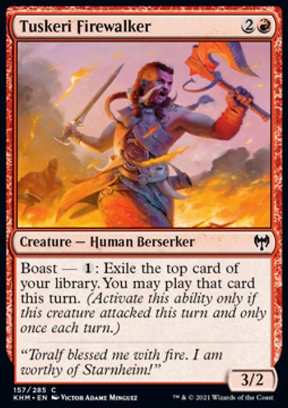 Tuskeri Firewalker 2
Creature — Human Berserker
Boast — 1: Exile the top card of
your library. You may play that card
this turn. (Activate this ability only if
this creature attacked this turn and only
once each turn.)
"Toralf blessed me with fire. I am
worthy of Starnheim!"
3/2
157/285 C
KHM • EN VICTOR ADAME MINGUEZ
™ & © 2021 Wizards of the Coast